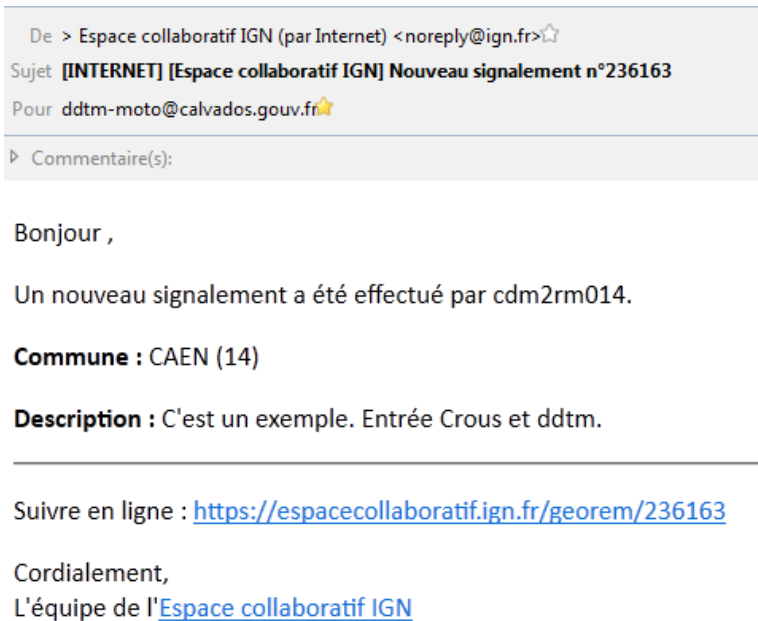 De > Espace collaboratif IGN (par Internet) <noreply@ign.fr>
Sujet [INTERNET] [Espace collaboratif IGN] Nouveau signalement n°236163
Pour ddtm-moto@calvados.gouv.fr
Commentaire(s):
Bonjour ,
Un nouveau signalement a été effectué par cdm2rm014.
Commune : CAEN (14)
Description : C'est un exemple. Entrée Crous et ddtm.
Suivre en ligne : https://espacecollaboratif.ign.fr/georem/236163
Cordialement,
L'équipe de l'Espace collaboratif IGN